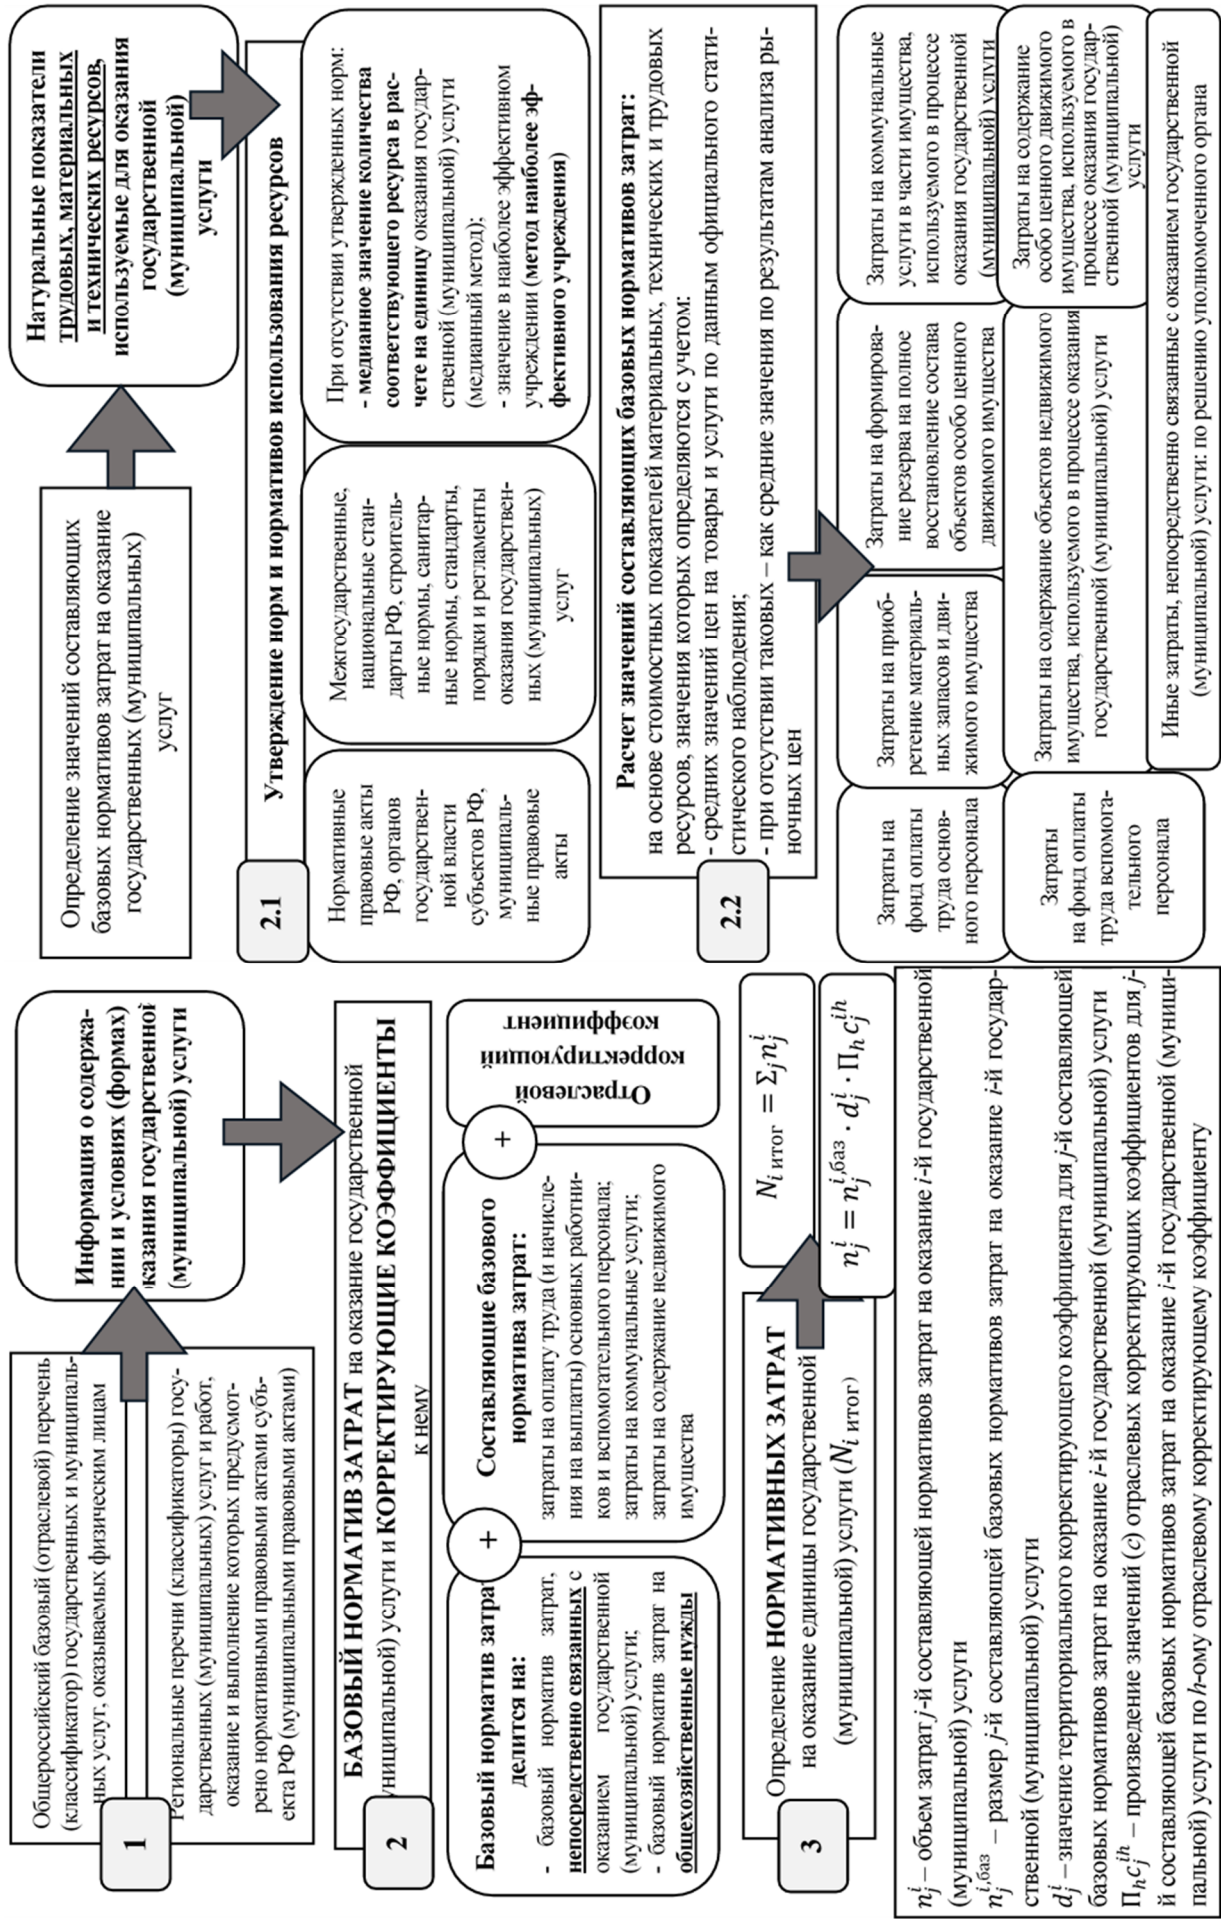 1
Общероссийский базовый (отраслевой) перечень
(классификатор) государственных и муниципаль-
ных услуг, оказываемых физическим лицам
Региональные перечни (классификаторы) госу-
дарственных (муниципальных) услуг и работ,
оказание и выполнение которых предусмот-
рено нормативными правовыми актами субъ-
екта РФ (муниципальными правовыми актами)
Информация о содержа-
нии и условиях (формах)
казания государственной
(муниципальной) услуги
2
БАЗОВЫЙ НОРМАТИВ ЗАТРАТ на оказание государственной
униципальной) услуги и КОРРЕКТИРУЮЩИЕ КОЭФФИЦИЕНТЫ
к нему
Базовый норматив затрат
делится на:
- базовый норматив затрат,
непосредственно связанных с
оказанием государственной
(муниципальной) услуги;
- базовый норматив затрат на
общехозяйственные нужды
+
Составляющие базового
норматива затрат:
затраты на оплату труда (и начисле-
ния на выплаты) основных работни-
ков и вспомогательного персонала;
затраты на коммунальные услуги;
затраты на содержание недвижимого
имущества
+
Отраслевой
корректирующий
коэффициент
3
Определение НОРМАТИВНЫХ ЗАТРАТ
на оказание единицы государственной
(муниципальной) услуги (N_{i итог})
N_{i итог} = Σ_j n_j^i
n_j^i = n_j^{i,баз} · d_j^i · Π_h c_j^{ih}
n_j^i – объем затрат j-й составляющей нормативов затрат на оказание i-й государственной
(муниципальной) услуги
n_j^{i,баз} – размер j-й составляющей базовых нормативов затрат на оказание i-й государ-
ственной (муниципальной) услуги
d_j^i – значение территориального корректирующего коэффициента для j-й составляющей
базовых нормативов затрат на оказание i-й государственной (муниципальной) услуги
Π_h c_j^{ih} – произведение значений (c) отраслевых корректирующих коэффициентов для j-
й составляющей базовых нормативов затрат на оказание i-й государственной (муници-
пальной) услуги по h-ому отраслевому корректирующему коэффициенту
Определение значений составляющих
базовых нормативов затрат на оказание
государственных (муниципальных)
услуг
Натуральные показатели
трудовых, материальных
и технических ресурсов,
используемые для оказания
государственной
(муниципальной)
услуги
2.1
Утверждение норм и нормативов использования ресурсов
Нормативные
правовые акты
РФ, органов
государствен-
ной власти
субъектов РФ,
муниципаль-
ные правовые
акты
Межгосударственные,
национальные стан-
дарты РФ, строитель-
ные нормы, санитар-
ные нормы, стандарты,
порядки и регламенты
оказания государствен-
ных (муниципальных)
услуг
При отсутствии утвержденных норм:
- медианное значение количества
соответствующего ресурса в рас-
чете на единицу оказания государ-
ственной (муниципальной) услуги
(медианный метод);
- значение в наиболее эффективном
учреждении (метод наиболее эф-
фективного учреждения)
2.2
Расчет значений составляющих базовых нормативов затрат:
на основе стоимостных показателей материальных, технических и трудовых
ресурсов, значения которых определяются с учетом:
- средних значений цен на товары и услуги по данным официального стати-
стического наблюдения;
- при отсутствии таковых – как средние значения по результатам анализа ры-
ночных цен
Затраты на
фонд оплаты
труда основ-
ного персонала
Затраты на приоб-
ретение материаль-
ных запасов и дви-
жимого имущества
Затраты на формирова-
ние резерва на полное
восстановление состава
объектов особо ценного
движимого имущества
Затраты на коммунальные
услуги в части имущества,
используемого в процессе
оказания государственной
(муниципальной) услуги
Затраты
на фонд оплаты
труда вспомога-
тельного
персонала
Затраты на содержание объектов недвижимого
имущества, используемого в процессе оказания
государственной (муниципальной) услуги
Затраты на содержание
особо ценного движимого
имущества, используемого в
процессе оказания государ-
ственной (муниципальной)
услуги
Иные затраты, непосредственно связанные с оказанием государственной
(муниципальной) услуги: по решению уполномоченного органа